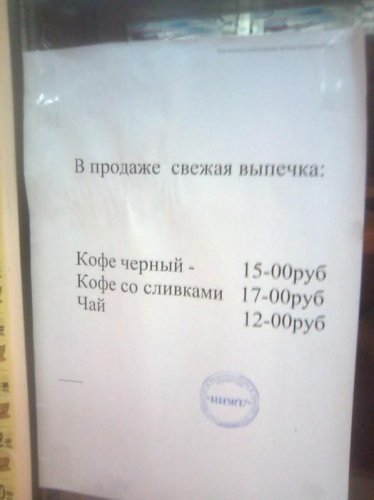 В продаже свежая выпечка:
Кофе черный - 15-00руб
Кофе со сливками 17-00руб
Чай 12-00руб